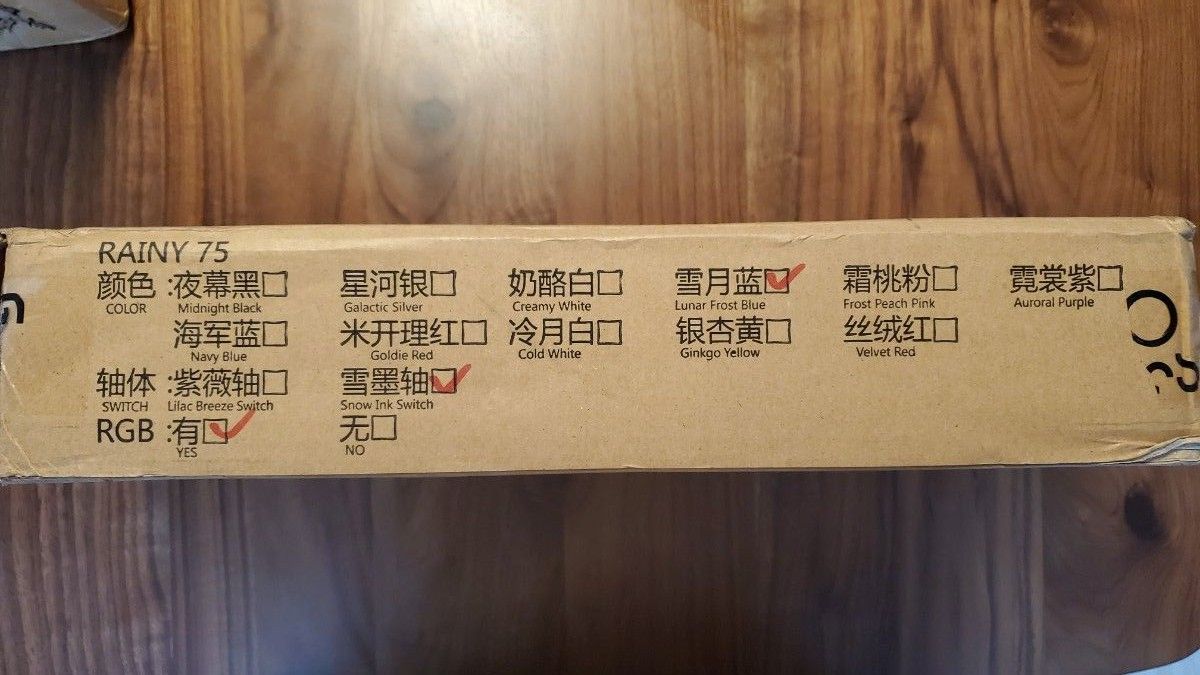 RAINY 75
颜色 :夜幕黑□ 星河银□ 奶酪白□ 雪月蓝☑ 霜桃粉□ 霓裳紫□
COLOR Midnight Black Galactic Silver Creamy White Lunar Frost Blue Frost Peach Pink Auroral Purple
海军蓝□ 米开理红□ 冷月白□ 银杏黄□ 丝绒红□
Navy Blue Goldie Red Cold White Ginkgo Yellow Velvet Red
轴体 :紫薇轴□ 雪墨轴☑
SWITCH Lilac Breeze Switch Snow Ink Switch
RGB :有☑ 无□
YES NO